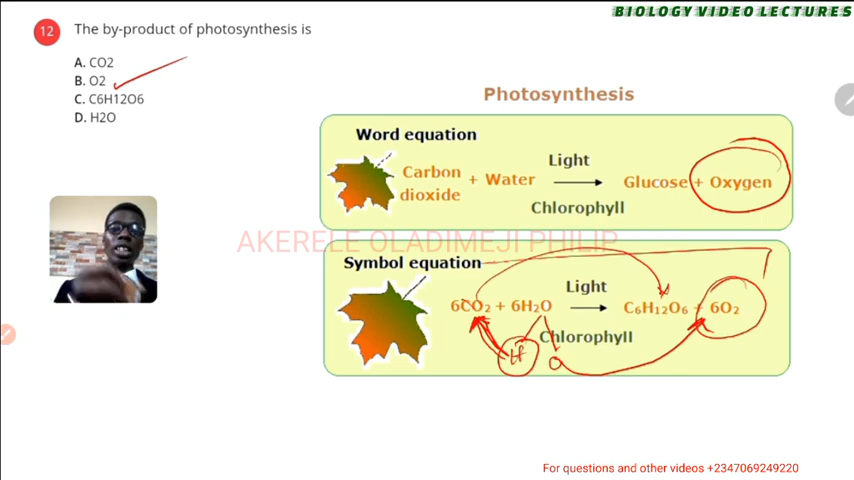 BIOLOGY VIDEO LECTURES
12 The by-product of photosynthesis is
A. CO2
B. O2
C. C6H12O6
D. H2O
Photosynthesis
Word equation
Carbon dioxide + Water
Light
Chlorophyll
Glucose + Oxygen
AKERELE OLADIMEJI PHILIP
Symbol equation
6CO₂ + 6H₂O
Light
Chlorophyll
C₆H₁₂O₆ + 6O₂
H
O
For questions and other videos +2347069249220